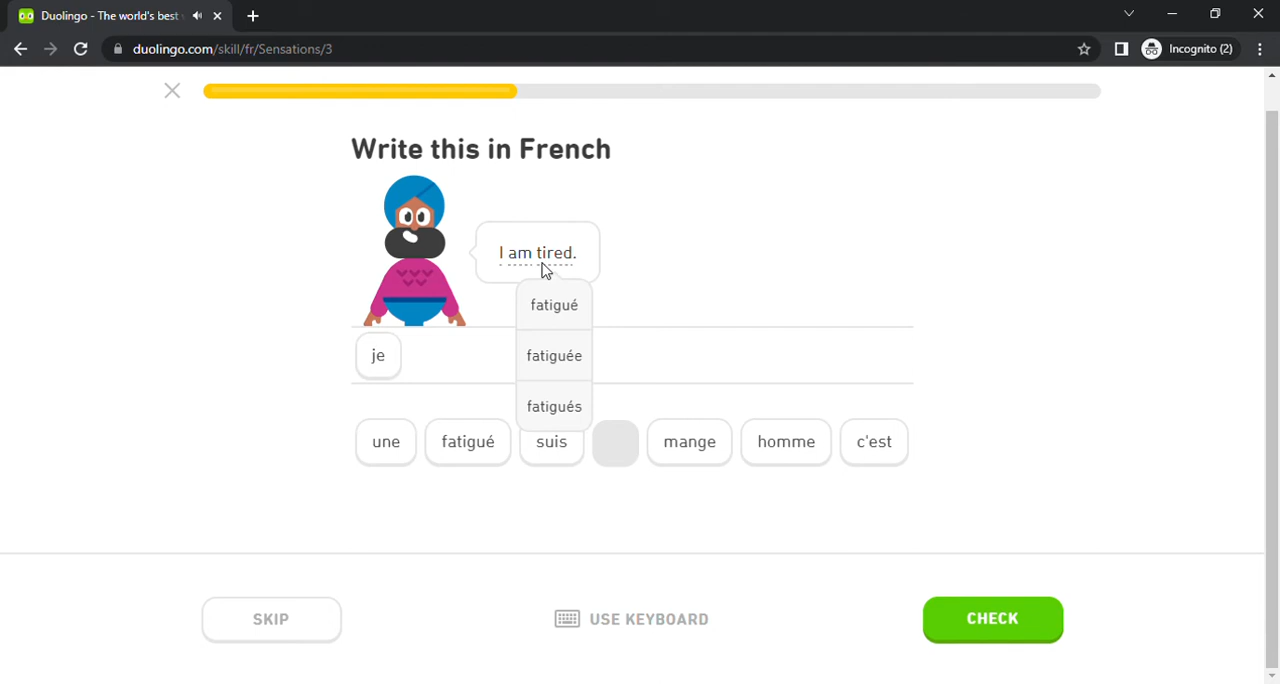 Duolingo - The world's best
duolingo.com/skill/fr/Sensations/3
Incognito (2)
Write this in French
I am tired.
fatigué
je
fatiguée
fatigués
une
fatigué
suis
mange
homme
c'est
SKIP
USE KEYBOARD
CHECK